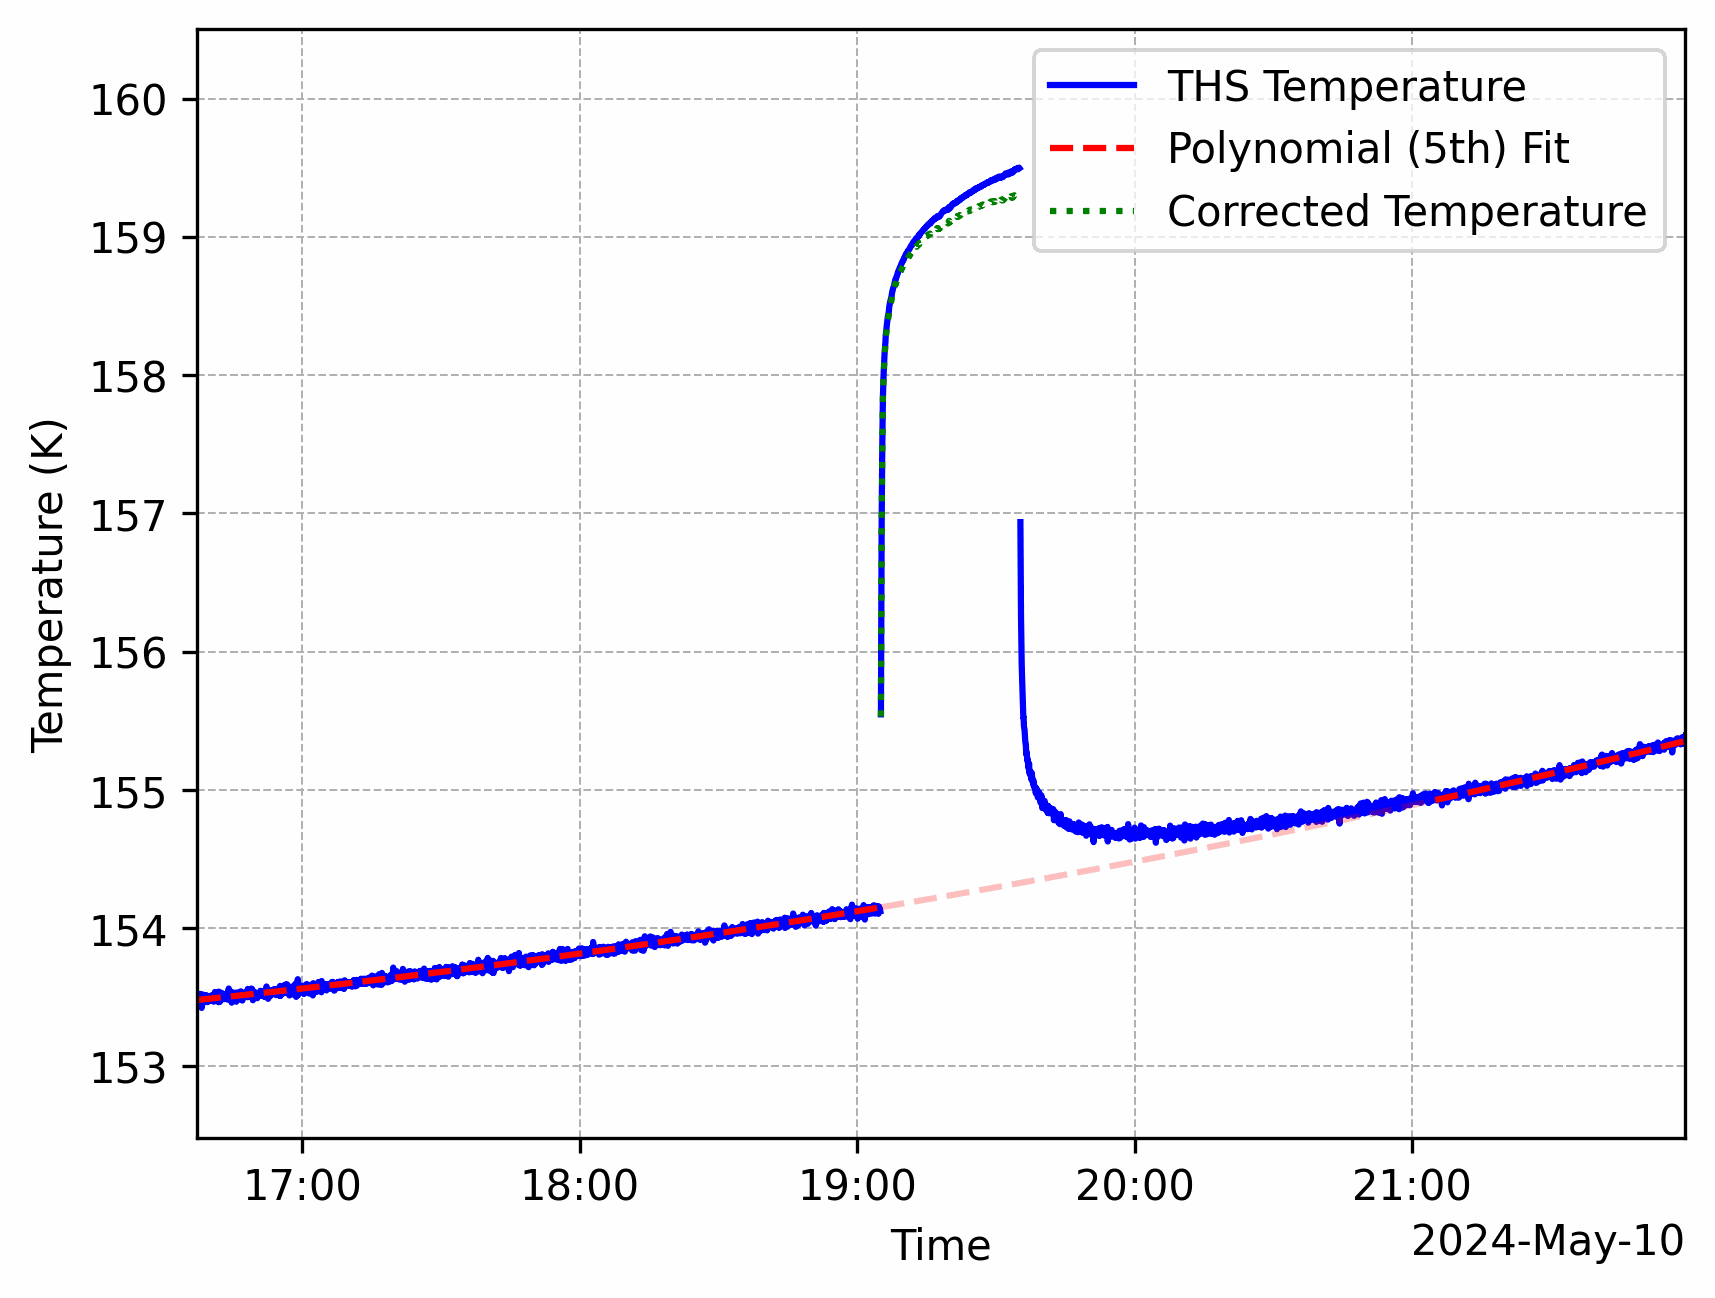 160
159
158
157
156
155
154
153
Temperature (K)
THS Temperature
Polynomial (5th) Fit
Corrected Temperature
17:00
18:00
19:00
20:00
21:00
Time
2024-May-10